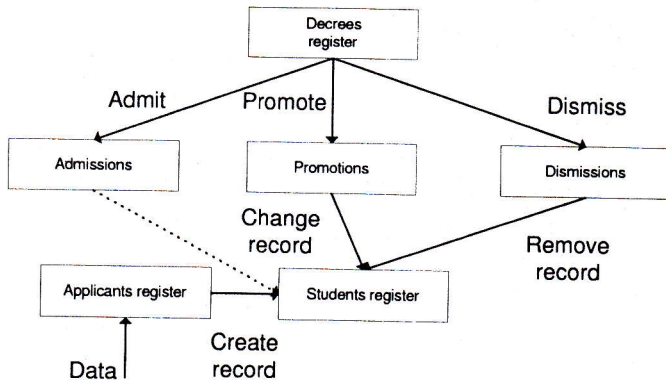 Decrees
register
Admit
Promote
Dismiss
Admissions
Promotions
Dismissions
Change
record
Remove
record
Applicants register
Students register
Create
record
Data